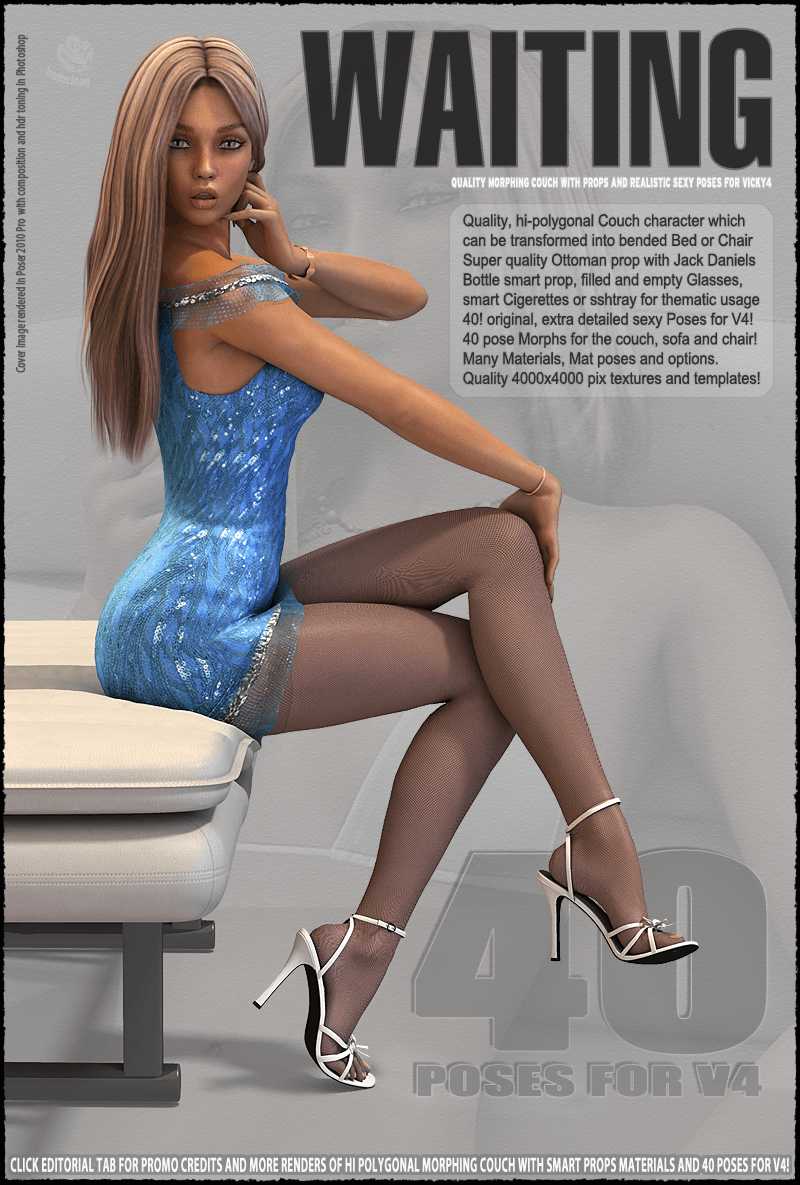 WAITING
QUALITY MORPHING COUCH WITH PROPS AND REALISTIC SEXY POSES FOR VICKY4
Quality, hi-polygonal Couch character which
can be transformed into bended Bed or Chair
Super quality Ottoman prop with Jack Daniels
Bottle smart prop, filled and empty Glasses,
smart Cigerettes or sshtray for thematic usage
40! original, extra detailed sexy Poses for V4!
40 pose Morphs for the couch, sofa and chair!
Many Materials, Mat poses and options.
Quality 4000x4000 pix textures and templates!
Cover image rendered in Poser 2010 Pro with composition and hdr toning in Photoshop
40
POSES FOR V4
CLICK EDITORIAL TAB FOR PROMO CREDITS AND MORE RENDERS OF HI POLYGONAL MORPHING COUCH WITH SMART PROPS MATERIALS AND 40 POSES FOR V4!